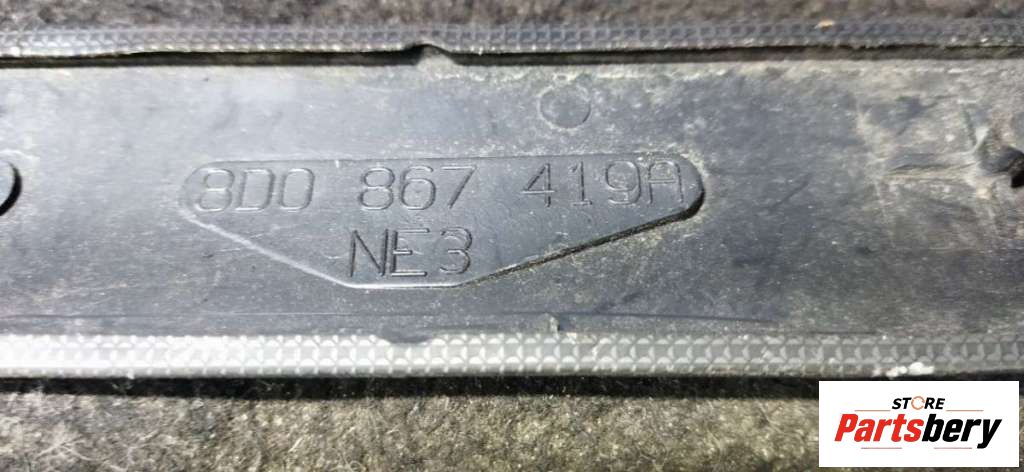 8D0 867 419A
NE3
STORE
Partsbery